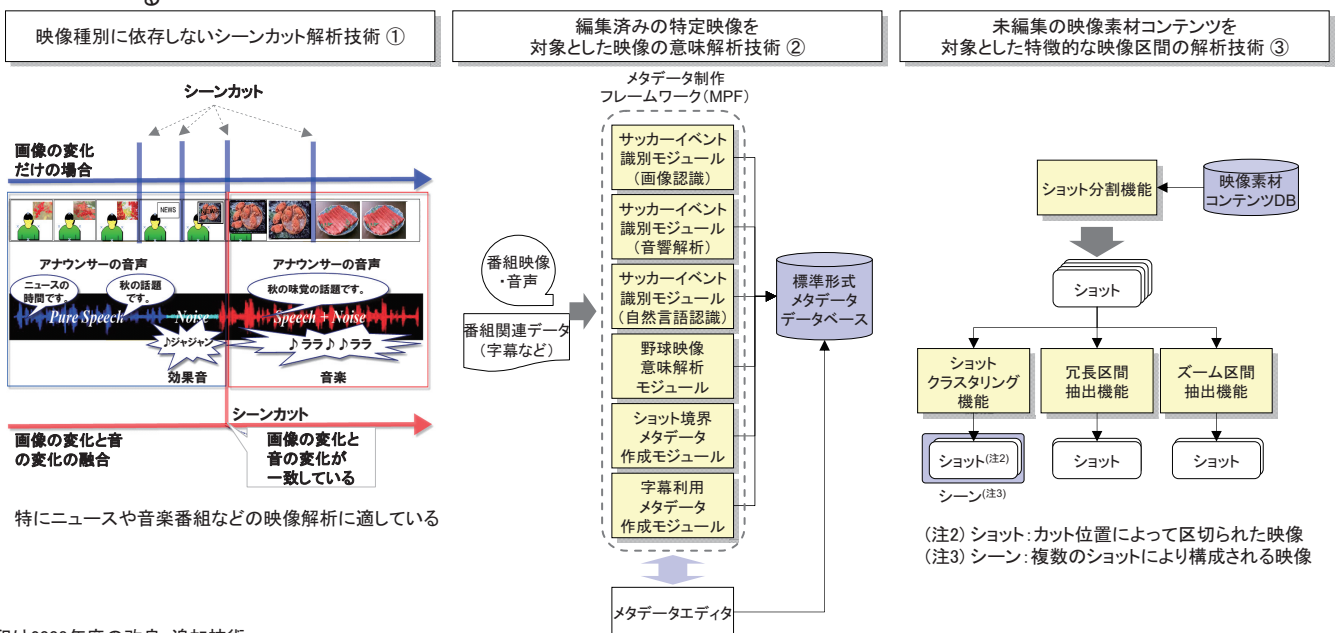 映像種別に依存しないシーンカット解析技術 ①
シーンカット
画像の変化
だけの場合
NEWS
NEWS
アナウンサーの音声
アナウンサーの音声
ニュースの
時間です。
秋の話題
です。
秋の味覚の話題です。
Pure Speech
Noise
Speech + Noise
♪ジャジャン
♪ララ♪♪ララ
効果音
音楽
シーンカット
画像の変化と音
の変化の融合
画像の変化と
音の変化が
一致している
特にニュースや音楽番組などの映像解析に適している
編集済みの特定映像を
対象とした映像の意味解析技術 ②
メタデータ制作
フレームワーク(MPF)
サッカーイベント
識別モジュール
(画像認識)
サッカーイベント
識別モジュール
(音響解析)
サッカーイベント
識別モジュール
(自然言語認識)
野球映像
意味解析
モジュール
ショット境界
メタデータ
作成モジュール
字幕利用
メタデータ
作成モジュール
番組映像
・音声
番組関連データ
(字幕など)
標準形式
メタデータ
データベース
メタデータエディタ
未編集の映像素材コンテンツを
対象とした特徴的な映像区間の解析技術 ③
ショット分割機能
映像素材
コンテンツDB
ショット
ショット
クラスタリング
機能
冗長区間
抽出機能
ズーム区間
抽出機能
ショット(注2)
ショット
ショット
シーン(注3)
(注2) ショット:カット位置によって区切られた映像
(注3) シーン:複数のショットにより構成される映像